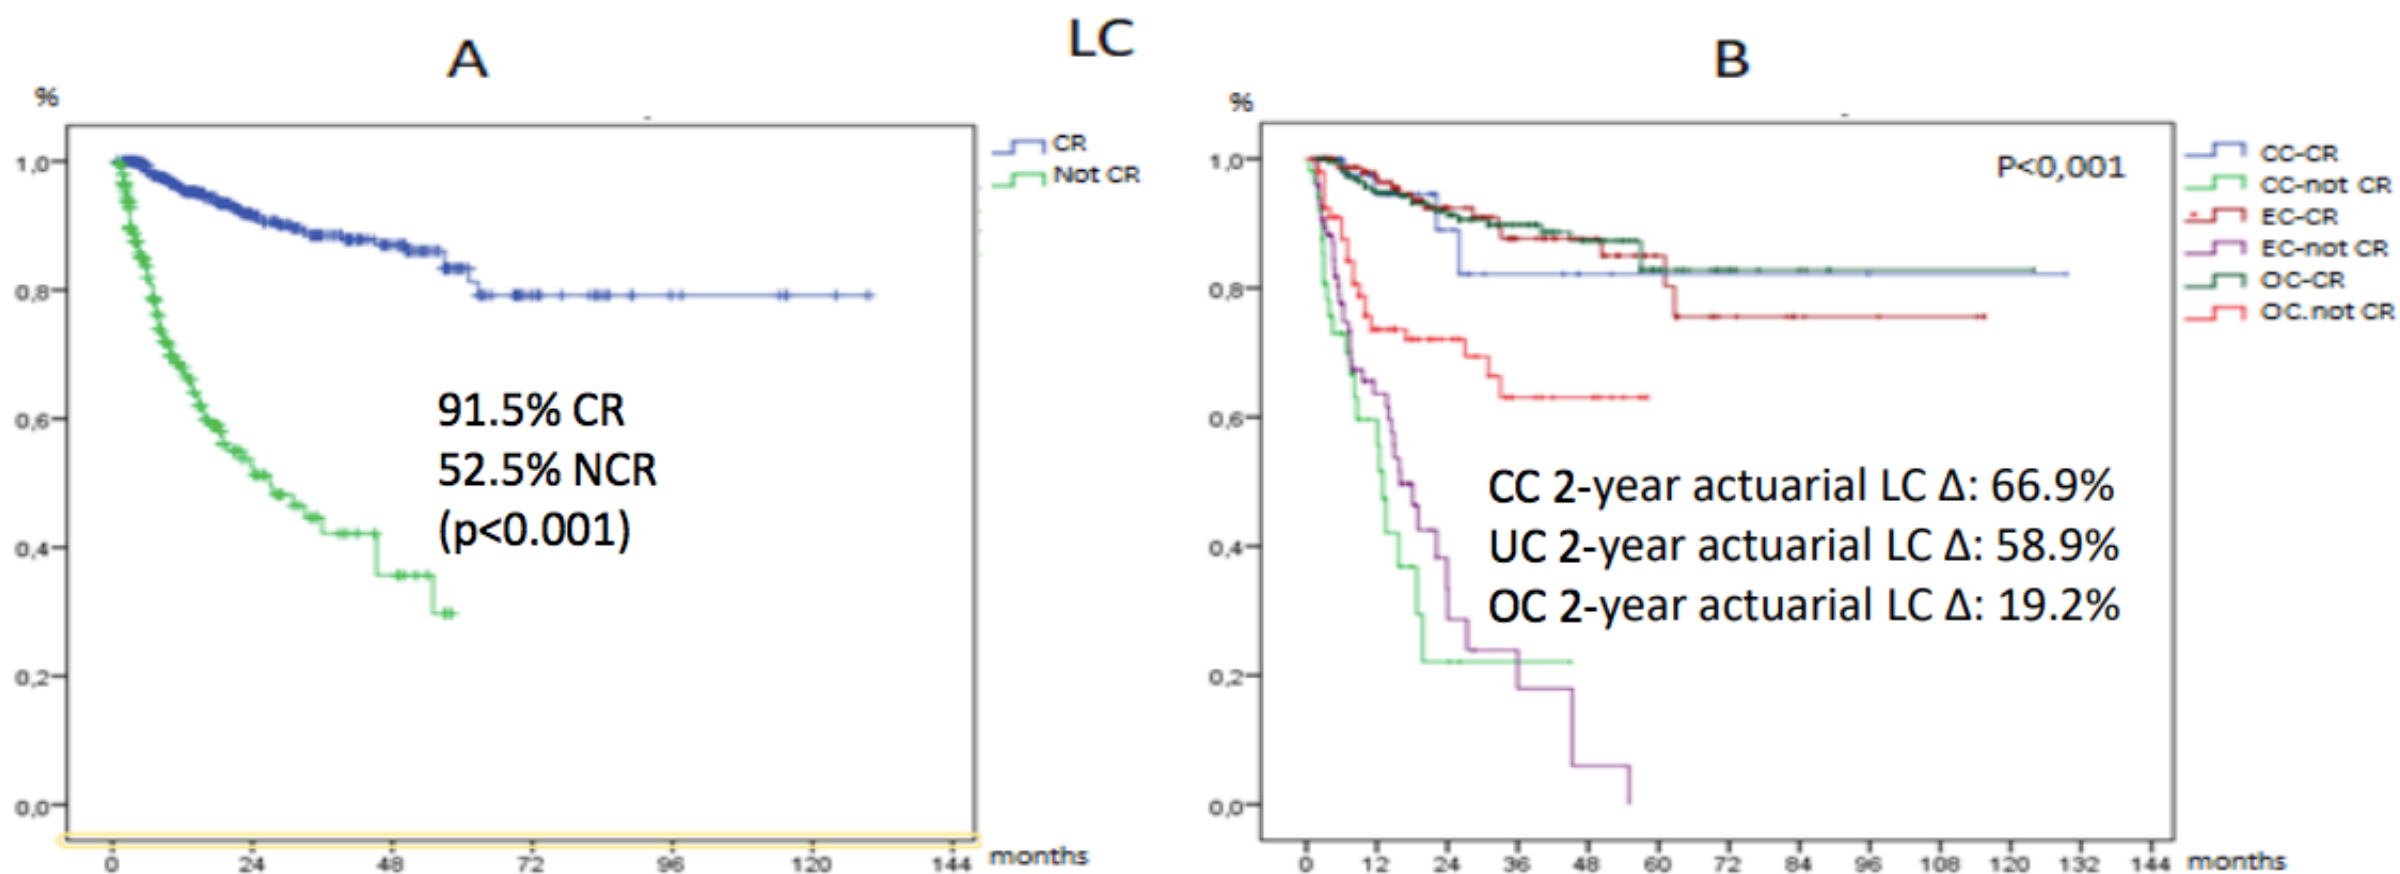 LC
A
%
1,0
0,8
0,6
0,4
0,2
0,0
0 24 48 72 96 120 144 months
CR
Not CR
91.5% CR
52.5% NCR
(p<0.001)
B
%
1,0
0,8
0,6
0,4
0,2
0,0
0 12 24 36 48 60 72 84 96 108 120 132 144 months
P<0,001
CC-CR
CC-not CR
EC-CR
EC-not CR
OC-CR
OC.not CR
CC 2-year actuarial LC Δ: 66.9%
UC 2-year actuarial LC Δ: 58.9%
OC 2-year actuarial LC Δ: 19.2%